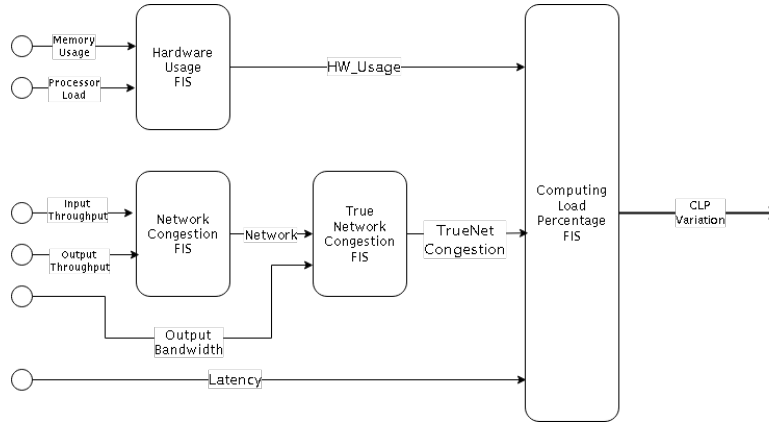 Memory
Usage
Processor
Load
Hardware
Usage
FIS
HW_Usage
Input
Throughput
Output
Throughput
Network
Congestion
FIS
Network
True
Network
Congestion
FIS
TrueNet
Congestion
Output
Bandwidth
Latency
Computing
Load
Percentage
FIS
CLP
Variation